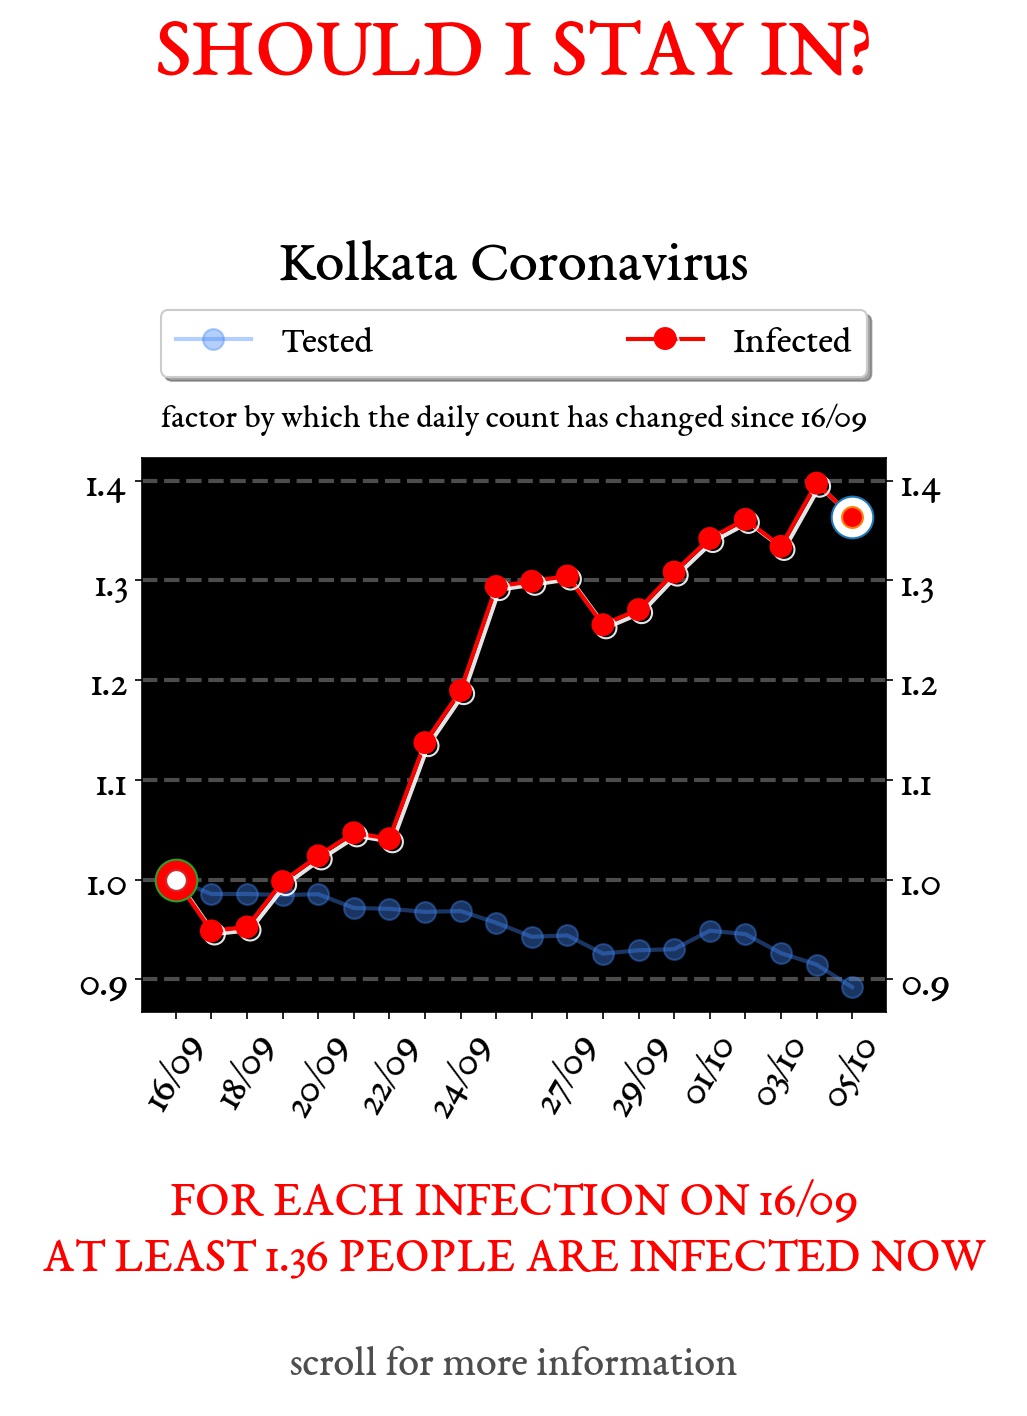 SHOULD I STAY IN?
Kolkata Coronavirus
Tested Infected
factor by which the daily count has changed since 16/09
1.4 1.4
1.3 1.3
1.2 1.2
1.1 1.1
1.0 1.0
0.9 0.9
16/09 18/09 20/09 22/09 24/09 27/09 29/09 01/10 03/10 05/10
FOR EACH INFECTION ON 16/09
AT LEAST 1.36 PEOPLE ARE INFECTED NOW
scroll for more information